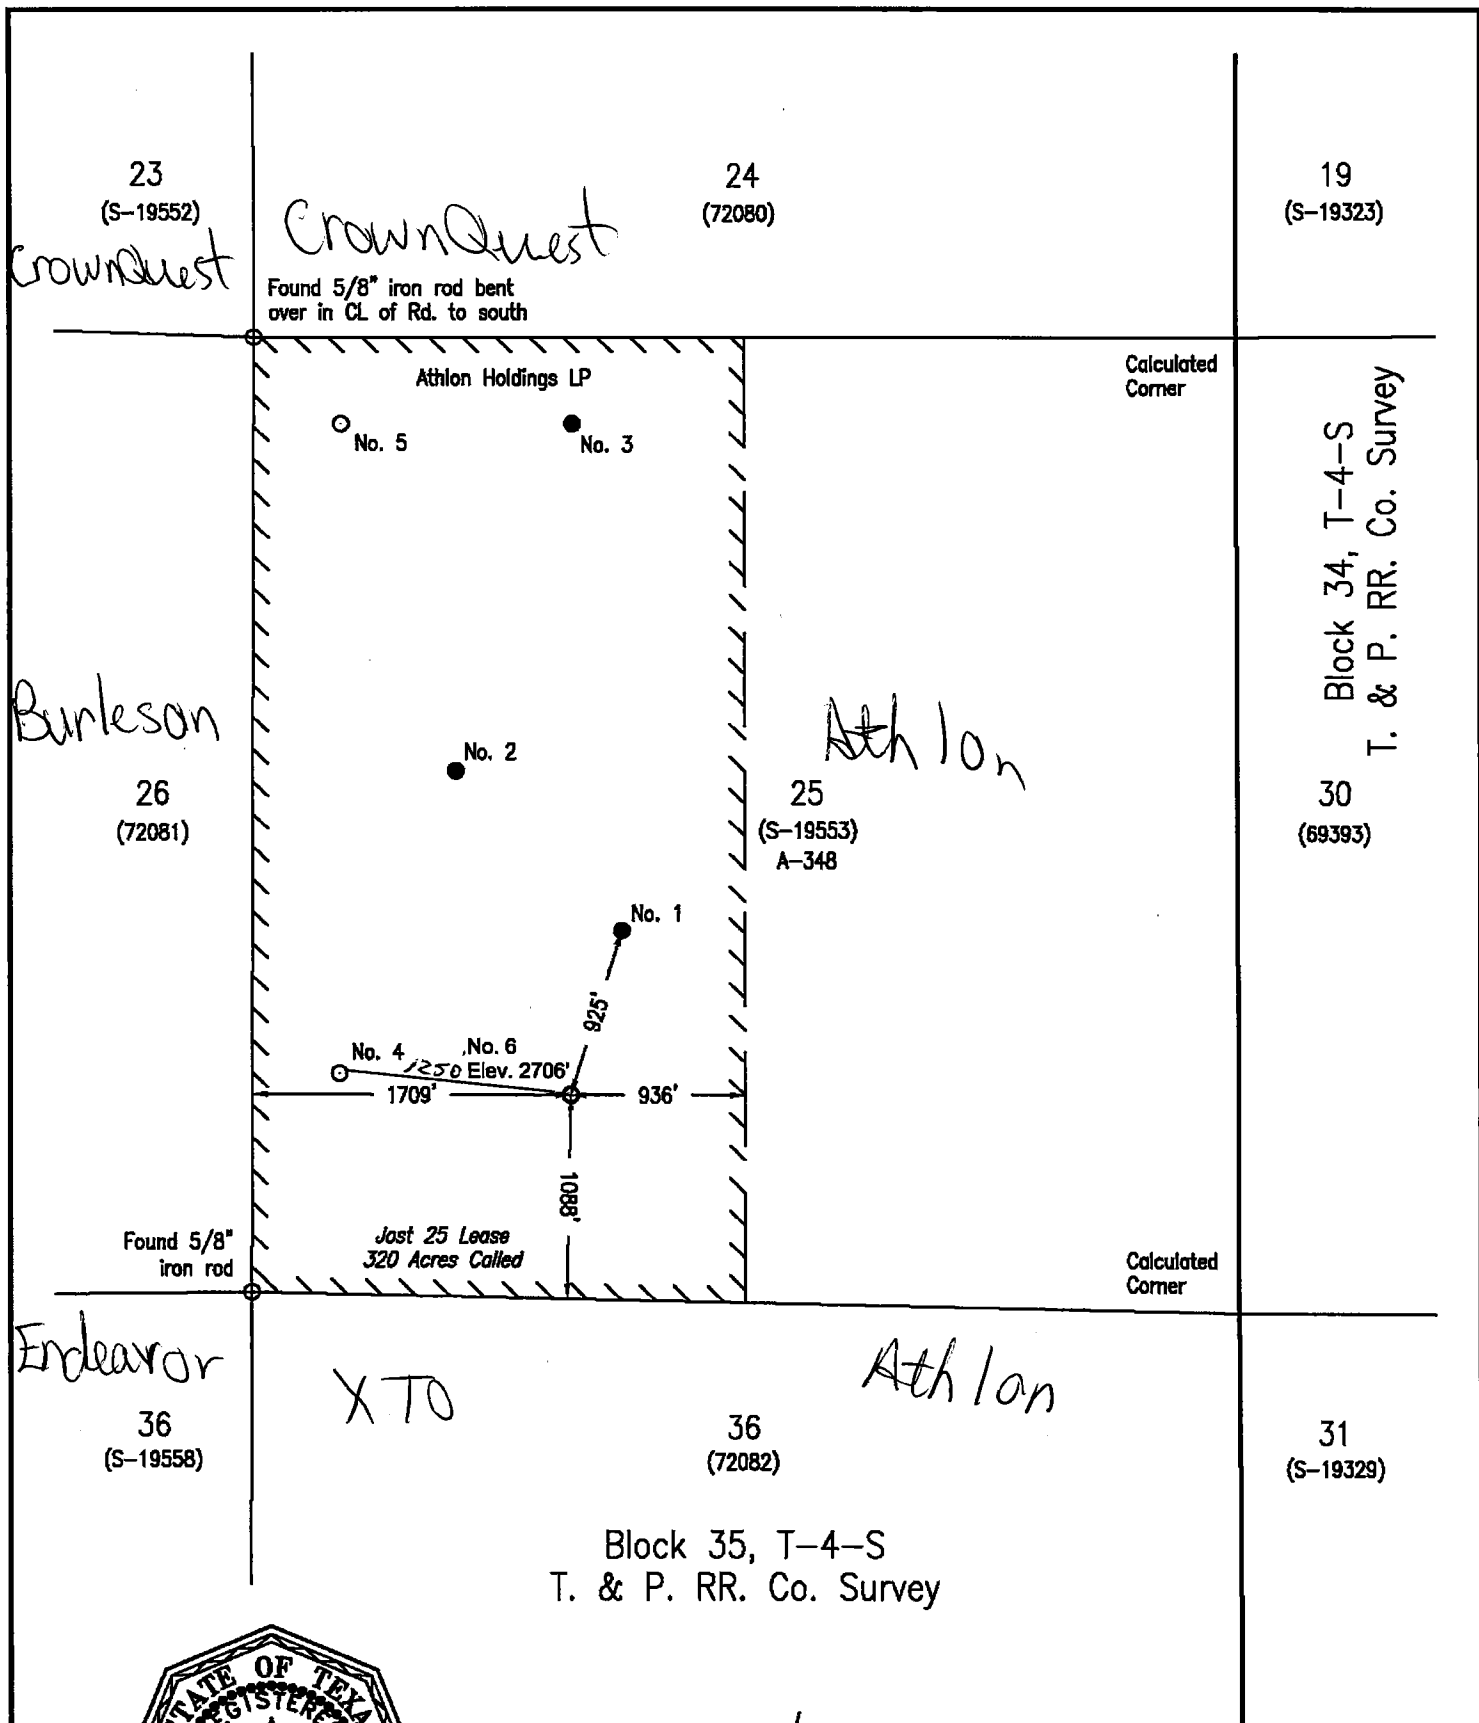 23
(S-19552)
CrownQuest
CrownQuest
24
(72080)
19
(S-19323)
Found 5/8" iron rod bent
over in CL of Rd. to south
Athlon Holdings LP
Calculated
Corner
No. 5
No. 3
Block 34, T-4-S
T. & P. RR. Co. Survey
Burleson
26
(72081)
No. 2
Athlon
25
(S-19553)
A-348
30
(69393)
No. 1
925'
No. 4
No. 6
1250
Elev. 2706'
1709'
936'
1088'
Found 5/8"
iron rod
Jost 25 Lease
320 Acres Called
Calculated
Corner
Endeavor
36
(S-19558)
XTO
Athlon
36
(72082)
31
(S-19329)
Block 35, T-4-S
T. & P. RR. Co. Survey
STATE OF TEXA
REGISTERE